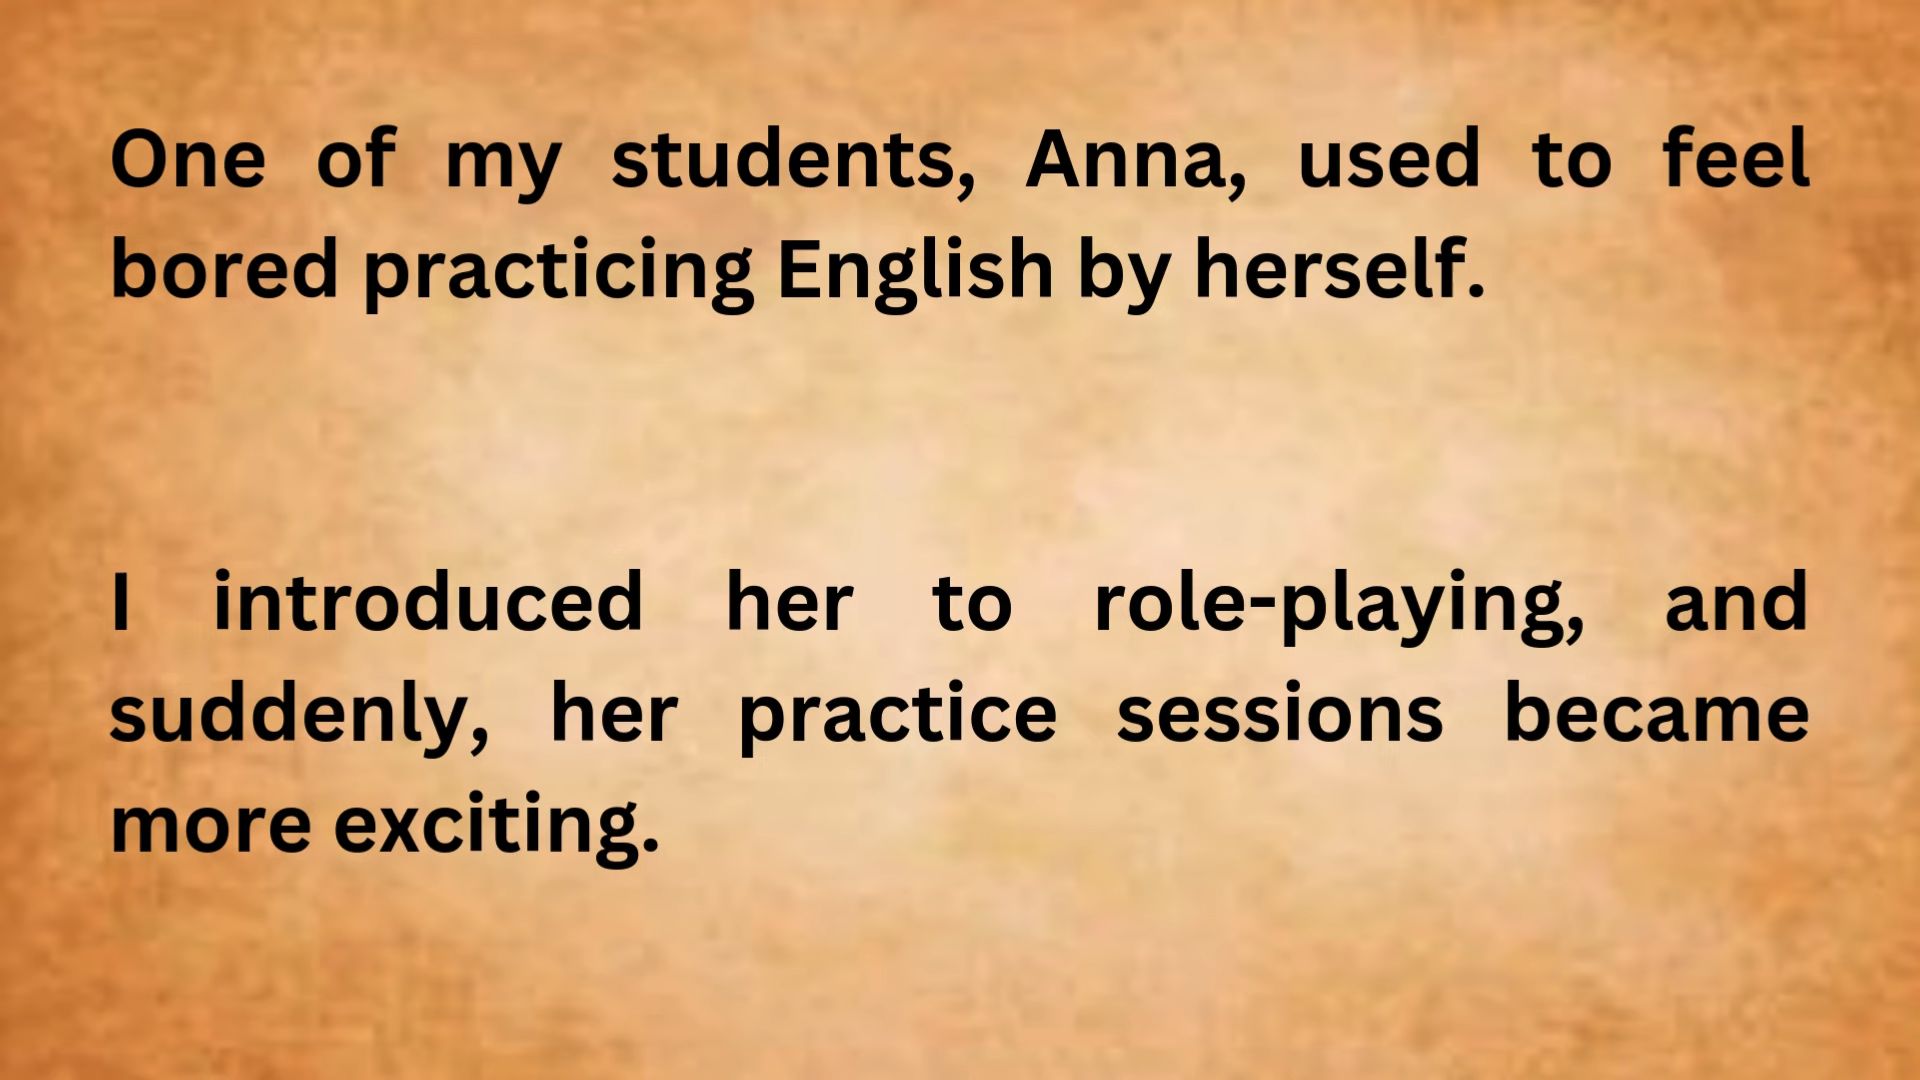 One of my students, Anna, used to feel
bored practicing English by herself.
I introduced her to role-playing, and
suddenly, her practice sessions became
more exciting.